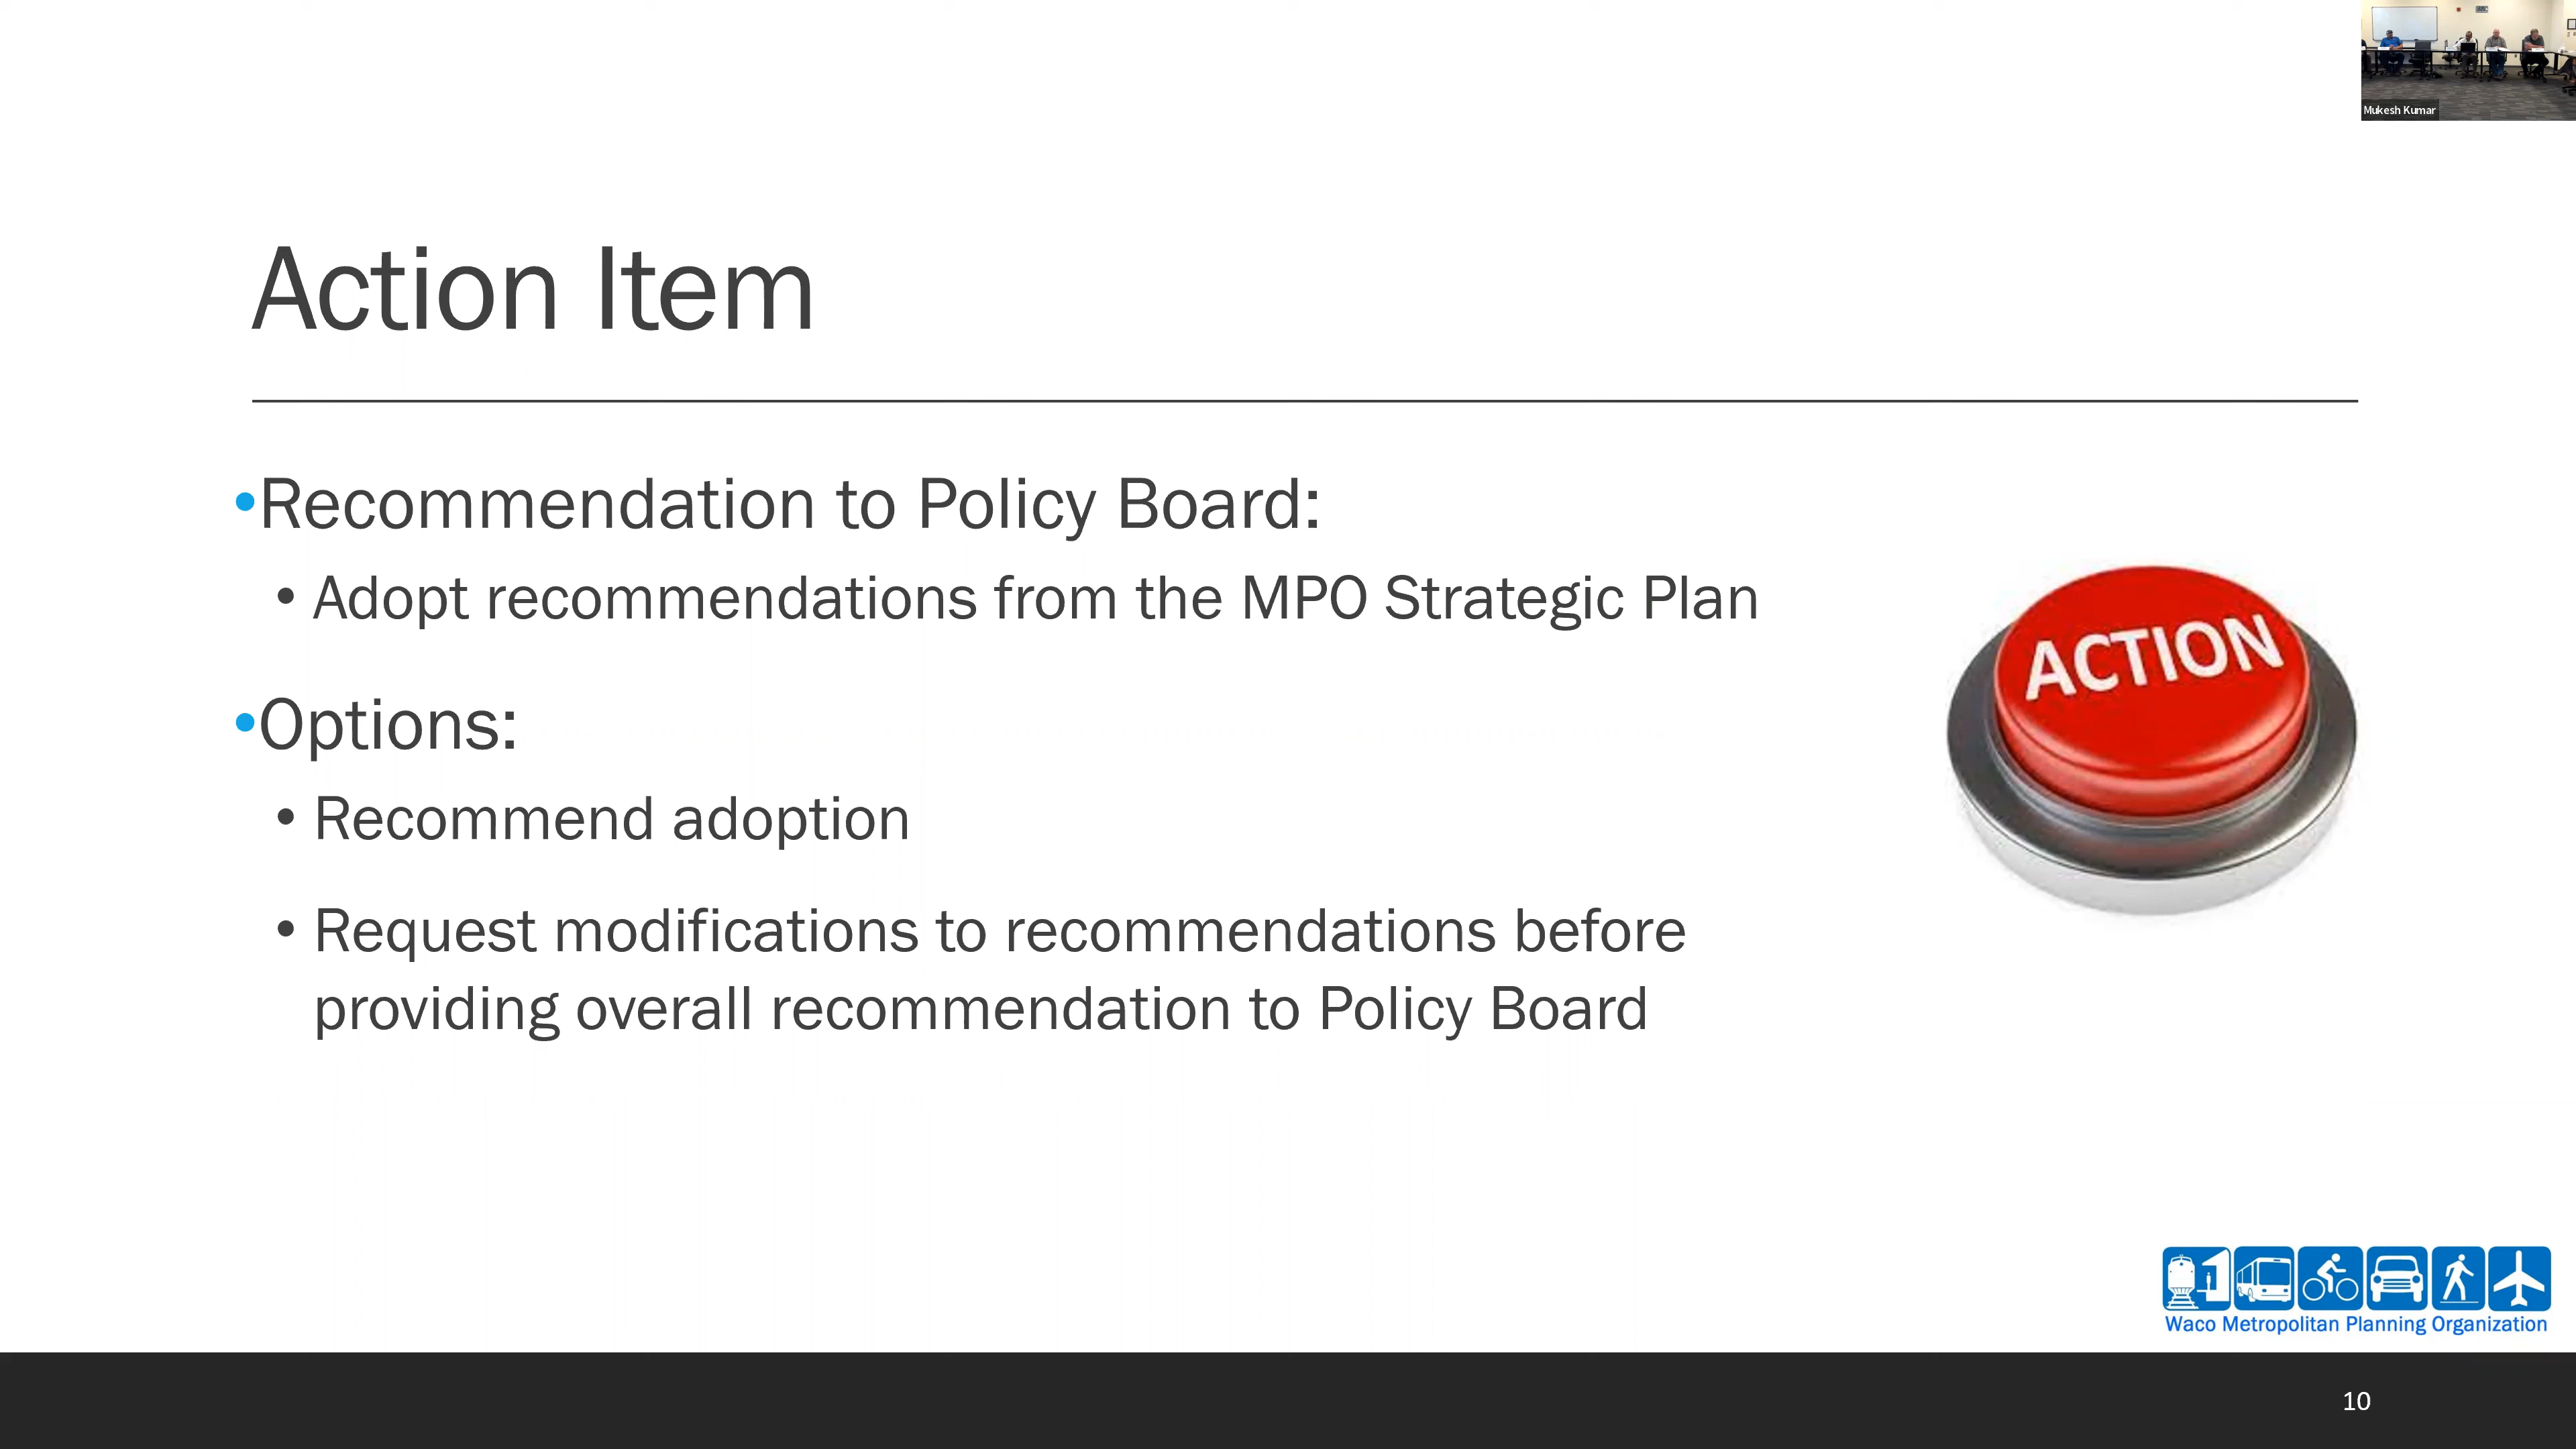 Mukesh Kumar
Action Item
•Recommendation to Policy Board:
• Adopt recommendations from the MPO Strategic Plan
•Options:
• Recommend adoption
• Request modifications to recommendations before
providing overall recommendation to Policy Board
ACTION
Waco Metropolitan Planning Organization
10